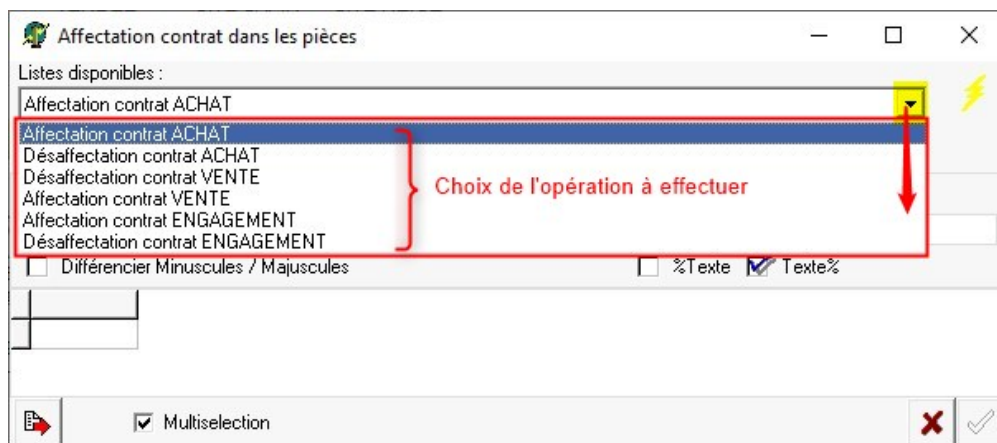 Affectation contrat dans les pièces
Listes disponibles :
Affectation contrat ACHAT
Affectation contrat ACHAT
Désaffectation contrat ACHAT
Désaffectation contrat VENTE
Affectation contrat VENTE
Affectation contrat ENGAGEMENT
Désaffectation contrat ENGAGEMENT
Choix de l'opération à effectuer
Différencier Minuscules / Majuscules %Texte Texte%
Multiselection